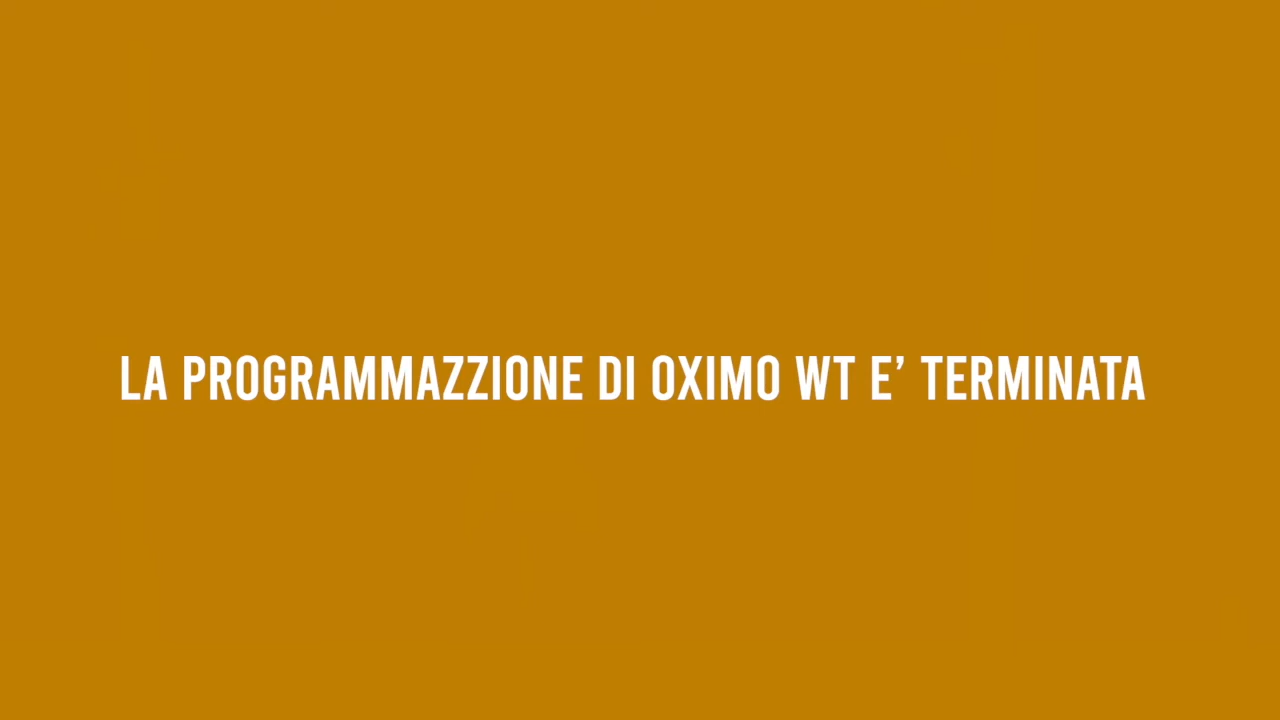 LA PROGRAMMAZZIONE DI OXIMO WT E’ TERMINATA